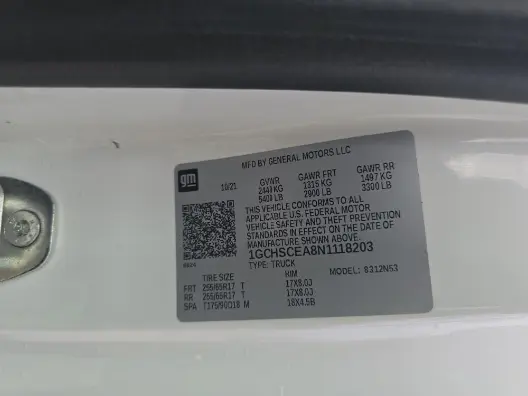 gm
MFD BY GENERAL MOTORS LLC
10/21
GVWR GAWR FRT GAWR RR
2449 KG 1315 KG 1497 KG
5400 LB 2900 LB 3300 LB
THIS VEHICLE CONFORMS TO ALL
APPLICABLE U.S. FEDERAL MOTOR
VEHICLE SAFETY AND THEFT PREVENTION
STANDARDS IN EFFECT ON THE DATE OF
MANUFACTURE SHOWN ABOVE.
1GCHSCEA8N1118203
TYPE: TRUCK
MODEL: 8312N53
TIRE SIZE RIM
FRT 255/65R17 T 17X8.0J
RR 255/65R17 T 17X8.0J
SPA T175/90D18 M 18X4.5B